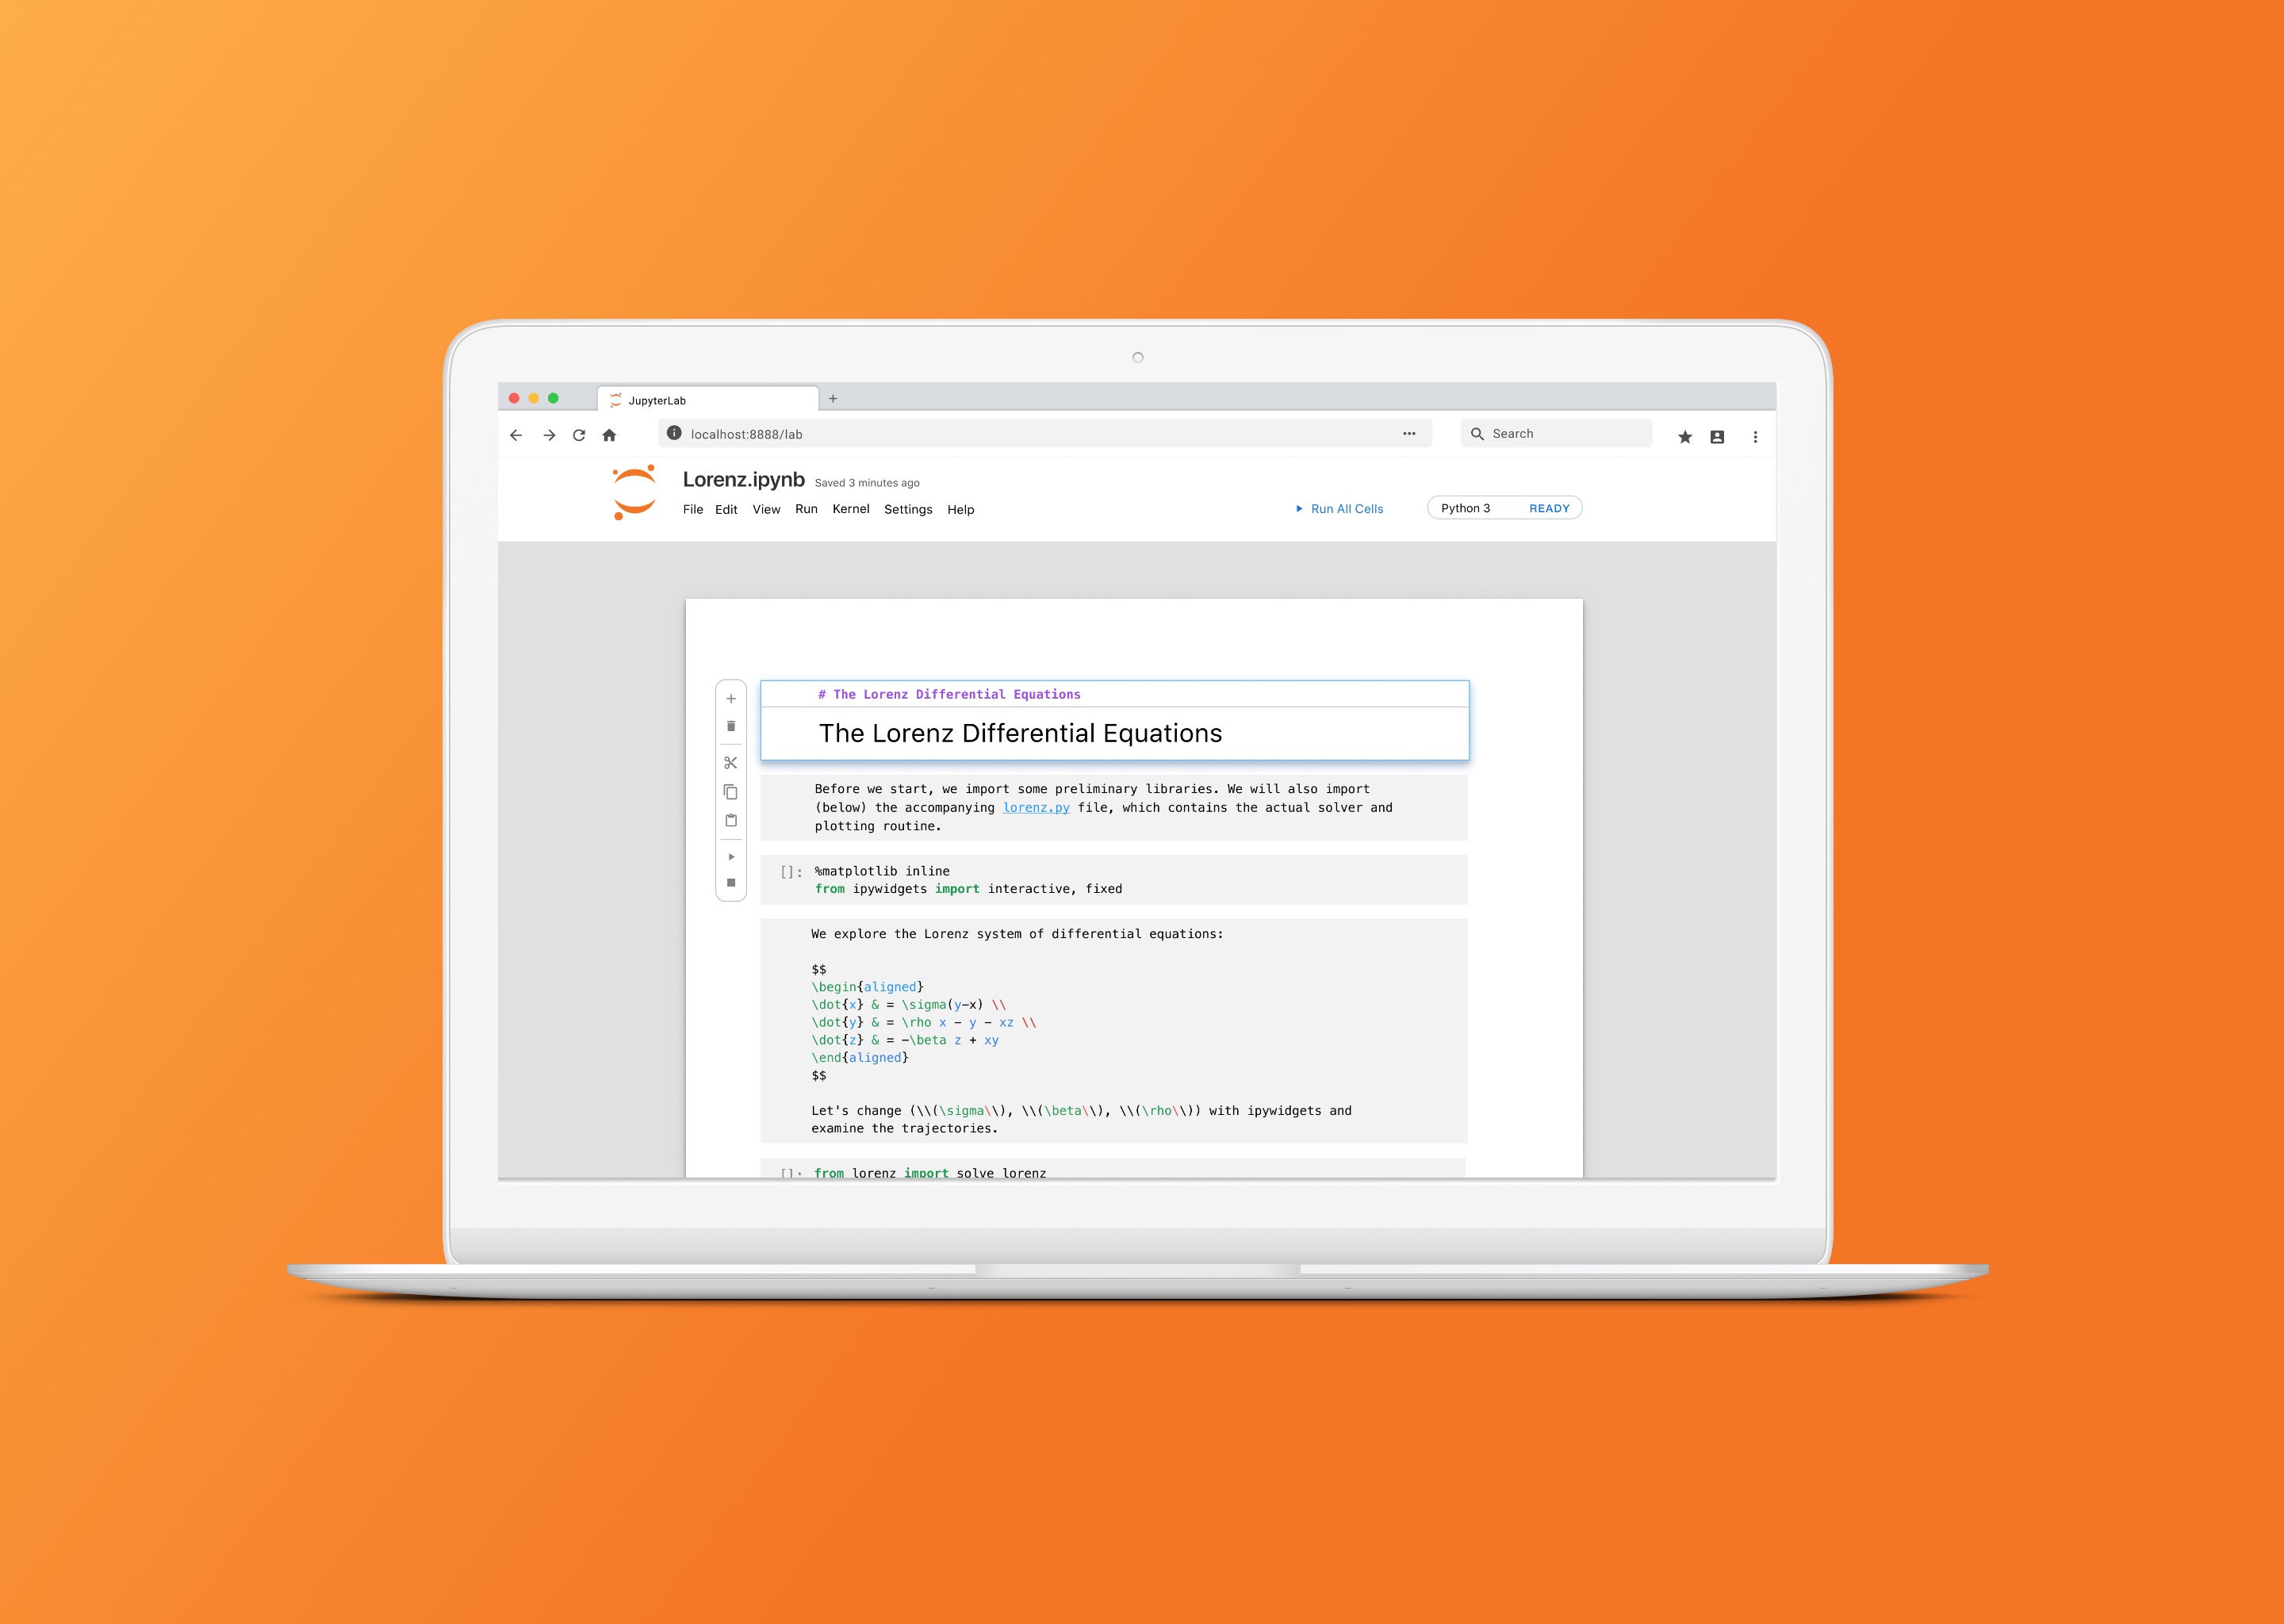 JupyterLab
localhost:8888/lab
Search
Lorenz.ipynb Saved 3 minutes ago
File Edit View Run Kernel Settings Help
Run All Cells
Python 3 READY
# The Lorenz Differential Equations
The Lorenz Differential Equations
Before we start, we import some preliminary libraries. We will also import
(below) the accompanying lorenz.py file, which contains the actual solver and
plotting routine.
[]: %matplotlib inline
from ipywidgets import interactive, fixed
We explore the Lorenz system of differential equations:
$$
\begin{aligned}
\dot{x} & = \sigma(y-x) \\
\dot{y} & = \rho x - y - xz \\
\dot{z} & = -\beta z + xy
\end{aligned}
$$
Let's change (\\(\sigma\\), \\(\beta\\), \\(\rho\\)) with ipywidgets and
examine the trajectories.
[]: from lorenz import solve_lorenz